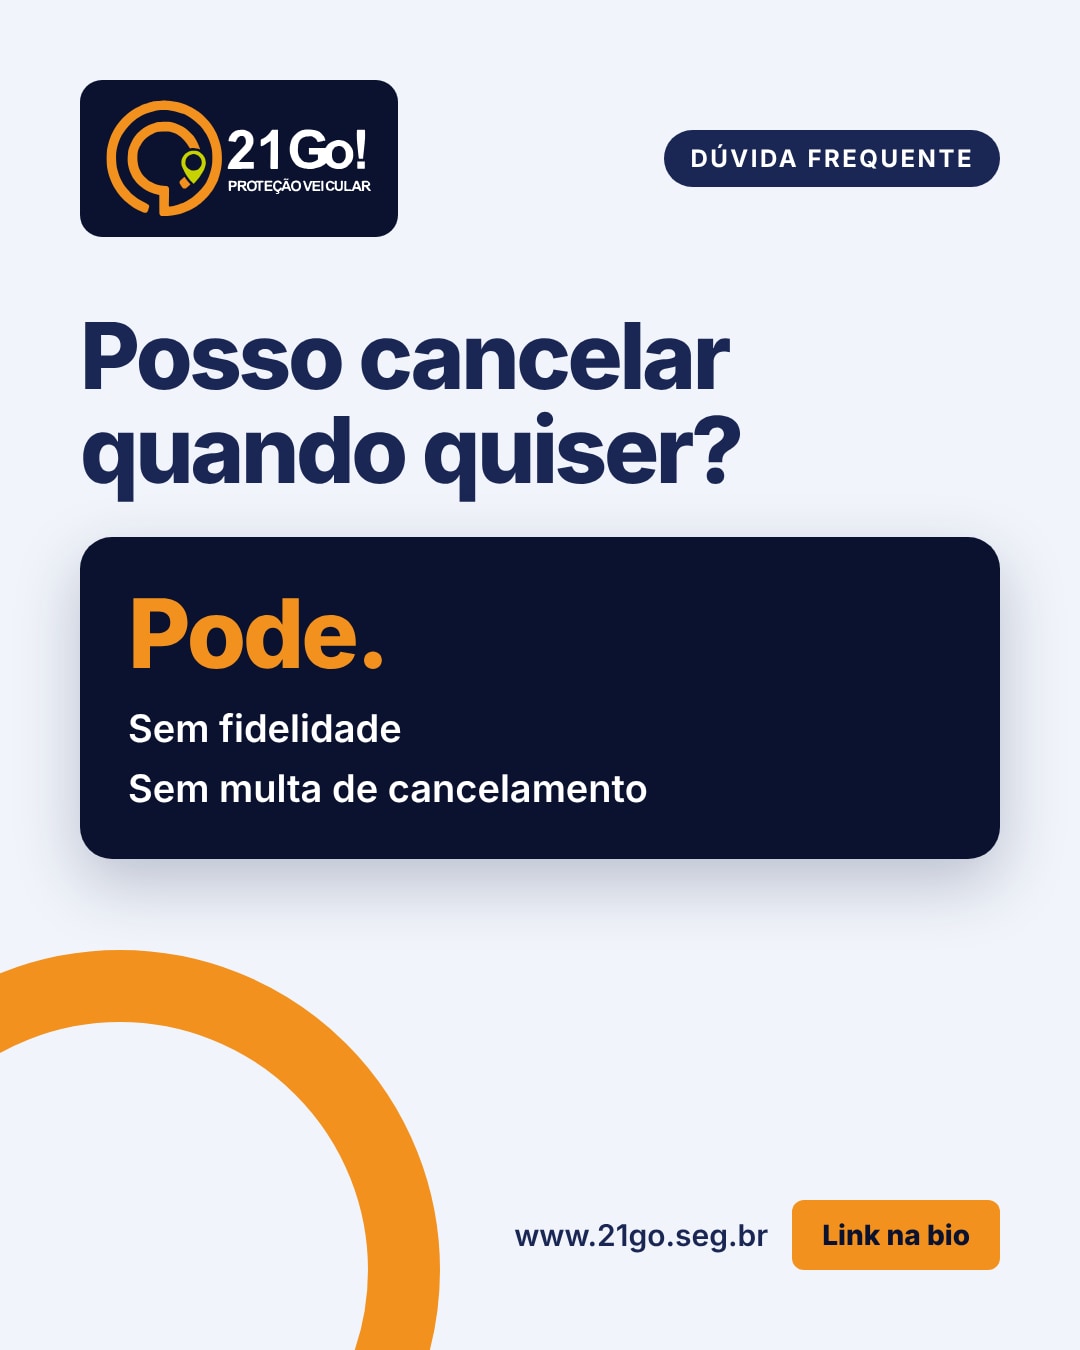 21Go!
PROTEÇÃO VEICULAR
DÚVIDA FREQUENTE
Posso cancelar
quando quiser?
Pode.
Sem fidelidade
Sem multa de cancelamento
www.21go.seg.br
Link na bio